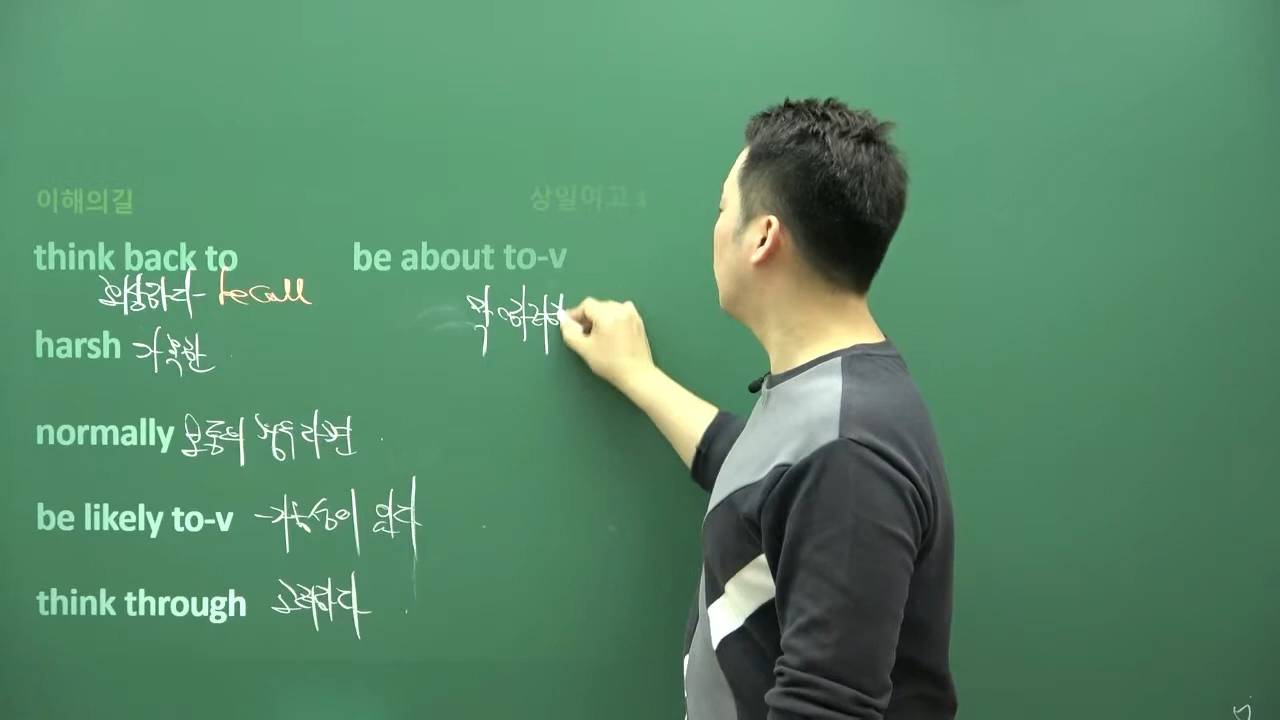 이해의길
상일여고
think back to
회상하다 - recall
harsh 가혹한
normally 보통의 경우라면
be likely to-v ~가능성이 있다
think through 고려하다
be about to-v
막 ~하려